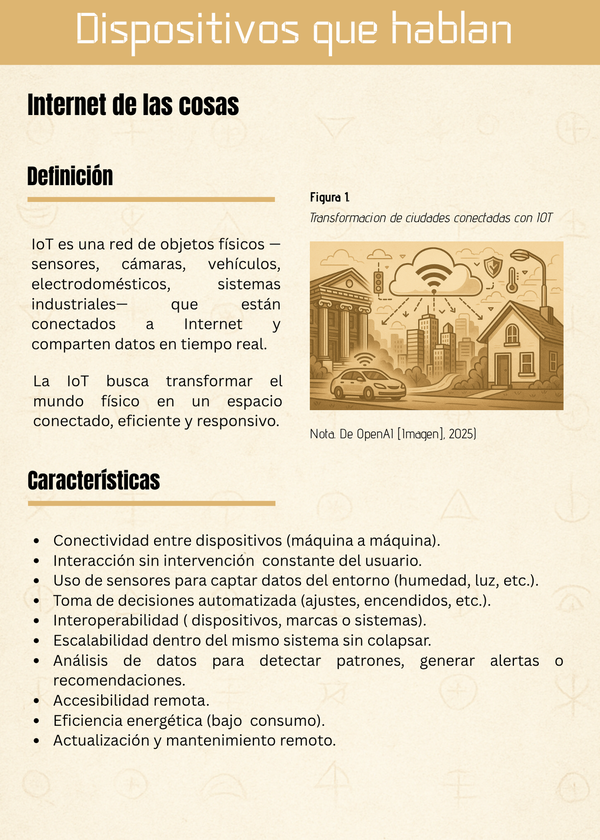 Dispositivos que hablan
Internet de las cosas
Definición
IoT es una red de objetos físicos —
sensores, cámaras, vehículos,
electrodomésticos, sistemas
industriales— que están
conectados a Internet y
comparten datos en tiempo real.
La IoT busca transformar el
mundo físico en un espacio
conectado, eficiente y responsivo.
Figura 1.
Transformacion de ciudades conectadas con IOT
Nota. De OpenAI [Imagen], 2025)
Características
• Conectividad entre dispositivos (máquina a máquina).
• Interacción sin intervención  constante del usuario.
• Uso de sensores para captar datos del entorno (humedad, luz, etc.).
• Toma de decisiones automatizada (ajustes, encendidos, etc.).
• Interoperabilidad ( dispositivos, marcas o sistemas).
• Escalabilidad dentro del mismo sistema sin colapsar.
• Análisis de datos para detectar patrones, generar alertas o
recomendaciones.
• Accesibilidad remota.
• Eficiencia energética (bajo  consumo).
• Actualización y mantenimiento remoto.